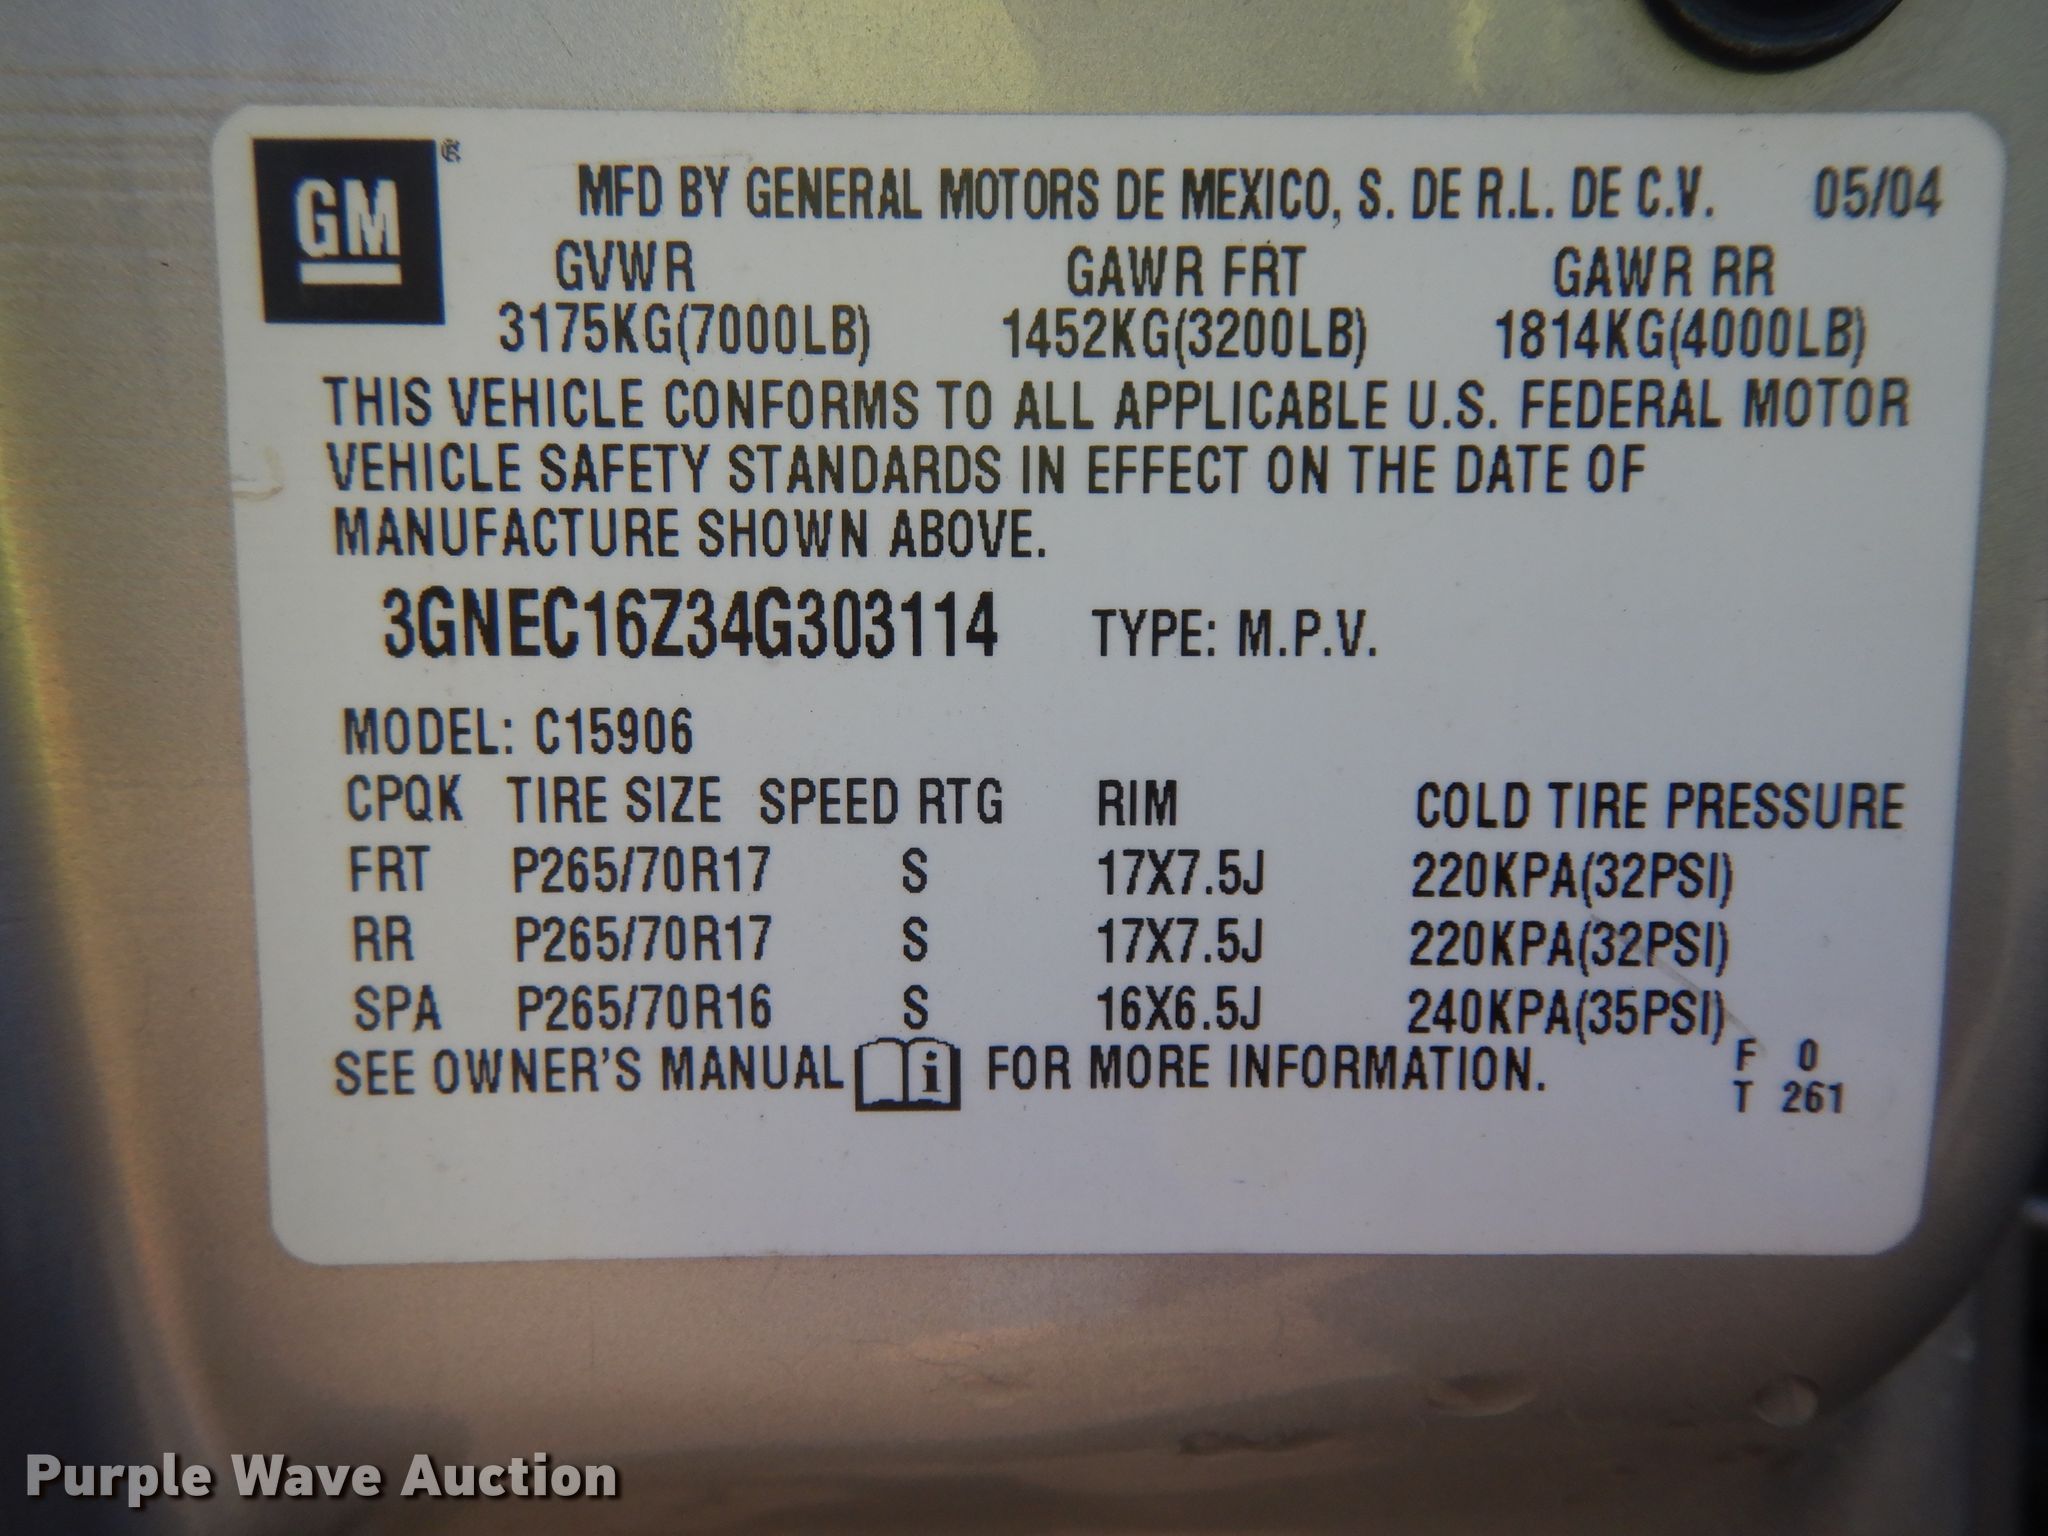 GM®
MFD BY GENERAL MOTORS DE MEXICO, S. DE R.L. DE C.V. 05/04
GVWR GAWR FRT GAWR RR
3175KG(7000LB) 1452KG(3200LB) 1814KG(4000LB)
THIS VEHICLE CONFORMS TO ALL APPLICABLE U.S. FEDERAL MOTOR
VEHICLE SAFETY STANDARDS IN EFFECT ON THE DATE OF
MANUFACTURE SHOWN ABOVE.
3GNEC16Z34G303114 TYPE: M.P.V.
MODEL: C15906
CPQK TIRE SIZE SPEED RTG RIM COLD TIRE PRESSURE
FRT P265/70R17 S 17X7.5J 220KPA(32PSI)
RR P265/70R17 S 17X7.5J 220KPA(32PSI)
SPA P265/70R16 S 16X6.5J 240KPA(35PSI)
SEE OWNER'S MANUAL i FOR MORE INFORMATION.
F 0
T 261
Purple Wave Auction